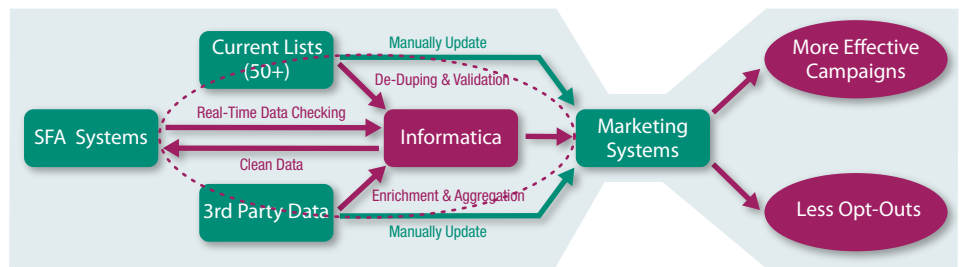 Current Lists
(50+)
Manually Update
De-Duping & Validation
Real-Time Data Checking
SFA Systems
Informatica
Marketing
Systems
Clean Data
Enrichment & Aggregation
3rd Party Data
Manually Update
More Effective
Campaigns
Less Opt-Outs